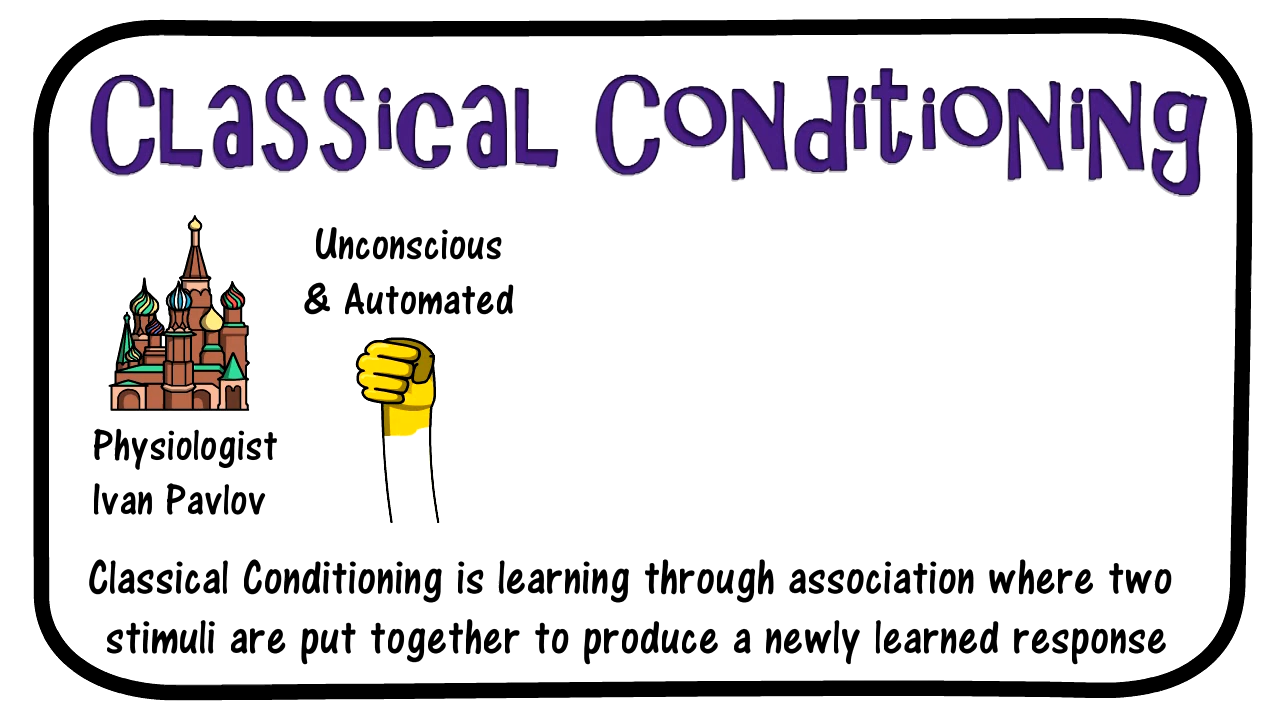 Classical Conditioning
Unconscious
& Automated
Physiologist
Ivan Pavlov
Classical Conditioning is learning through association where two
stimuli are put together to produce a newly learned response